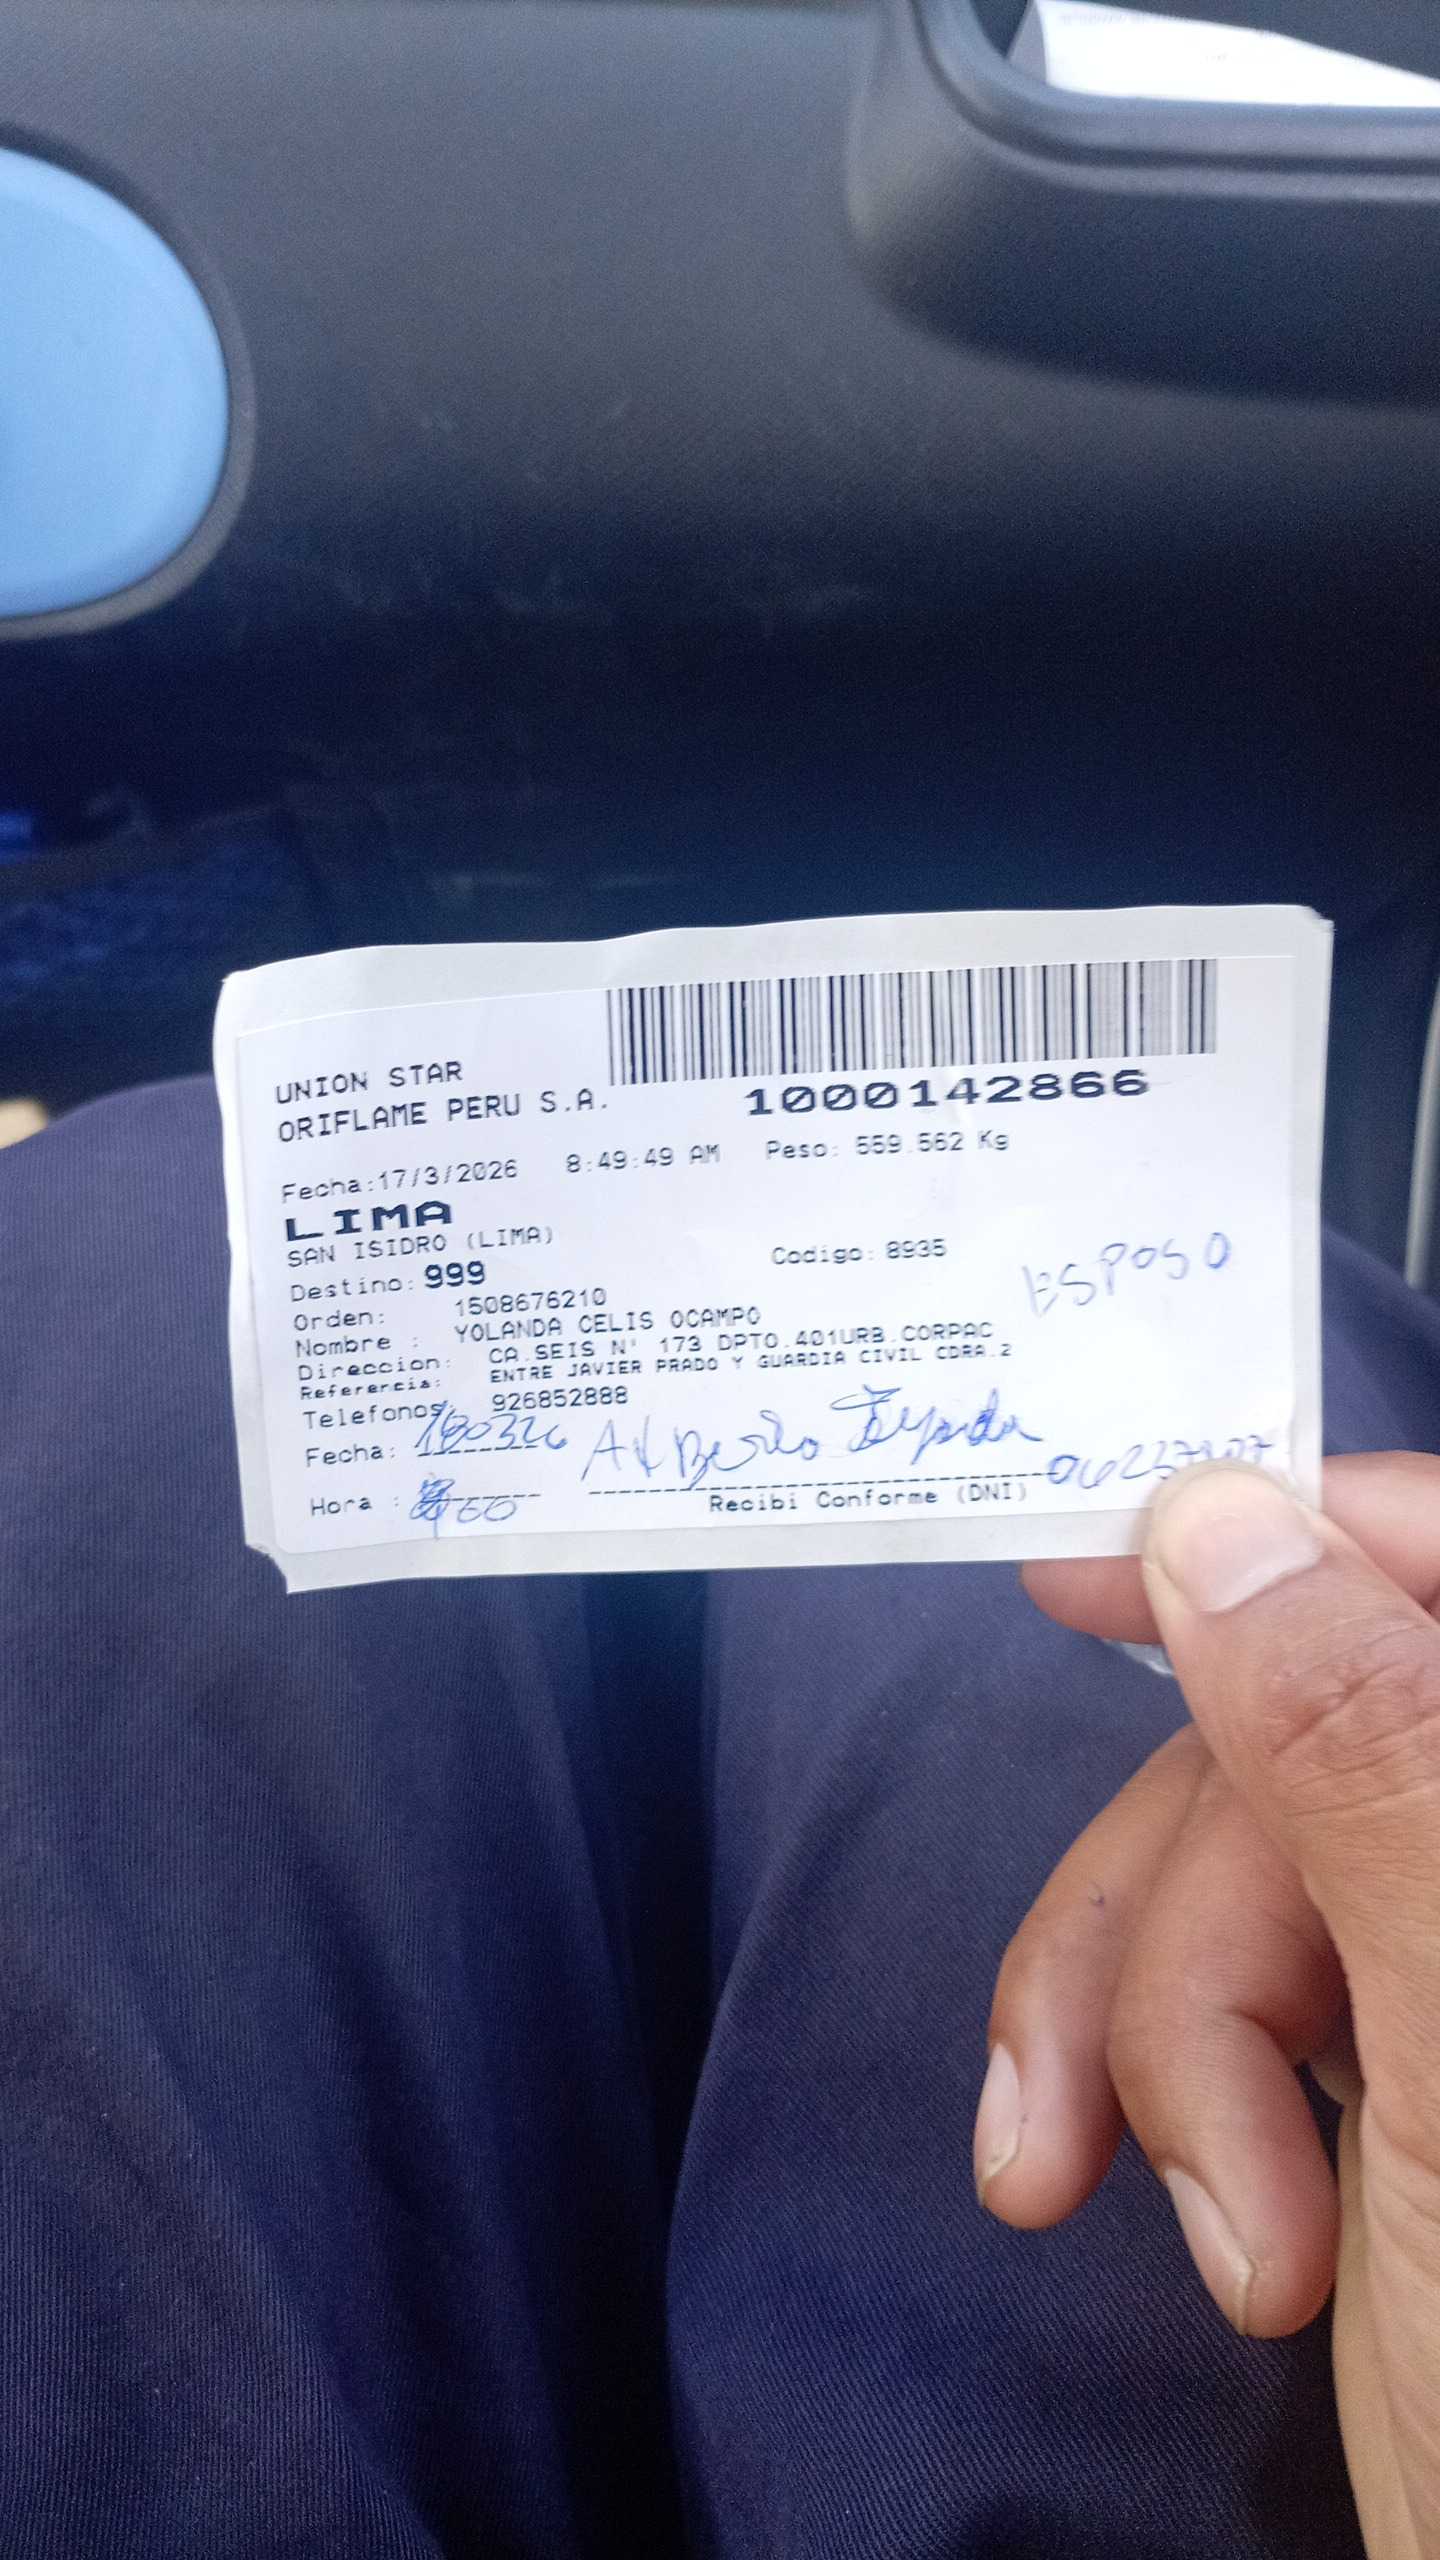 UNION STAR
ORIFLAME PERU S.A.
1000142866
Fecha:17/3/2026 8:49:49 AM Peso: 559.562 Kg
LIMA
SAN ISIDRO (LIMA)
Destino: 999 Codigo: 8935
ESPOSO
Orden: 1508676210
Nombre : YOLANDA CELIS OCAMPO
Direccion: CA.SEIS N' 173 DPTO.401URB.CORPAC
Referencia: ENTRE JAVIER PRADO Y GUARDIA CIVIL CDRA.2
Telefonos: 926852888
Fecha: 180326
Hora :
Recibi Conforme (DNI)